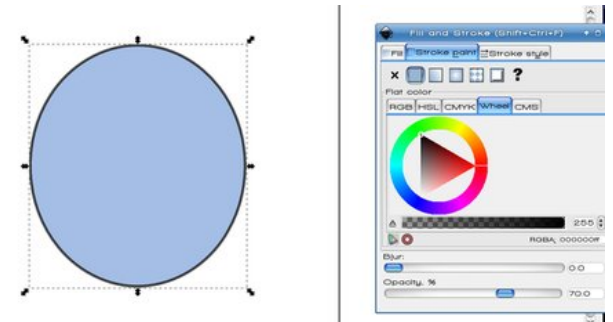 Fill and Stroke (Shift+Ctrl+F)
Fill Stroke paint Stroke style
?
Flat color
RGB HSL CMYK Wheel CMS
A 255
RGBA: 000000ff
Blur:
0.0
Opacity, %
70.0